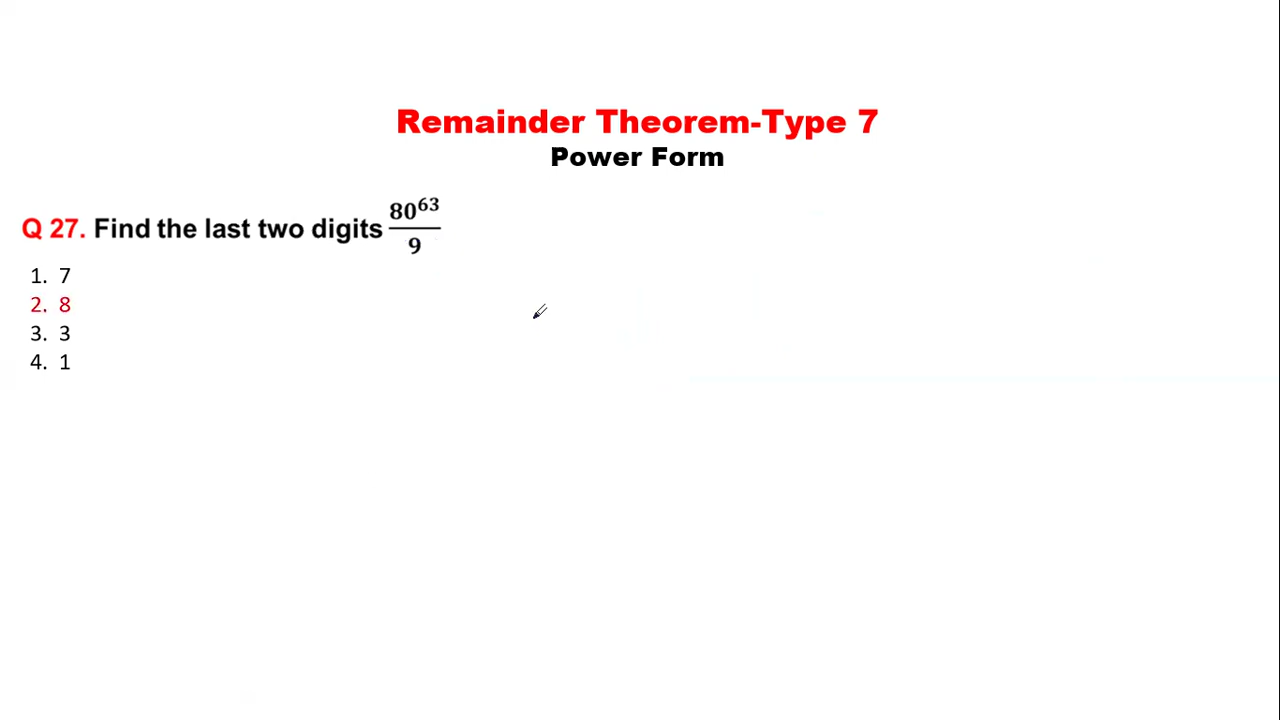 Remainder Theorem-Type 7
Power Form
Q 27. Find the last two digits 80^63/9
1. 7
2. 8
3. 3
4. 1